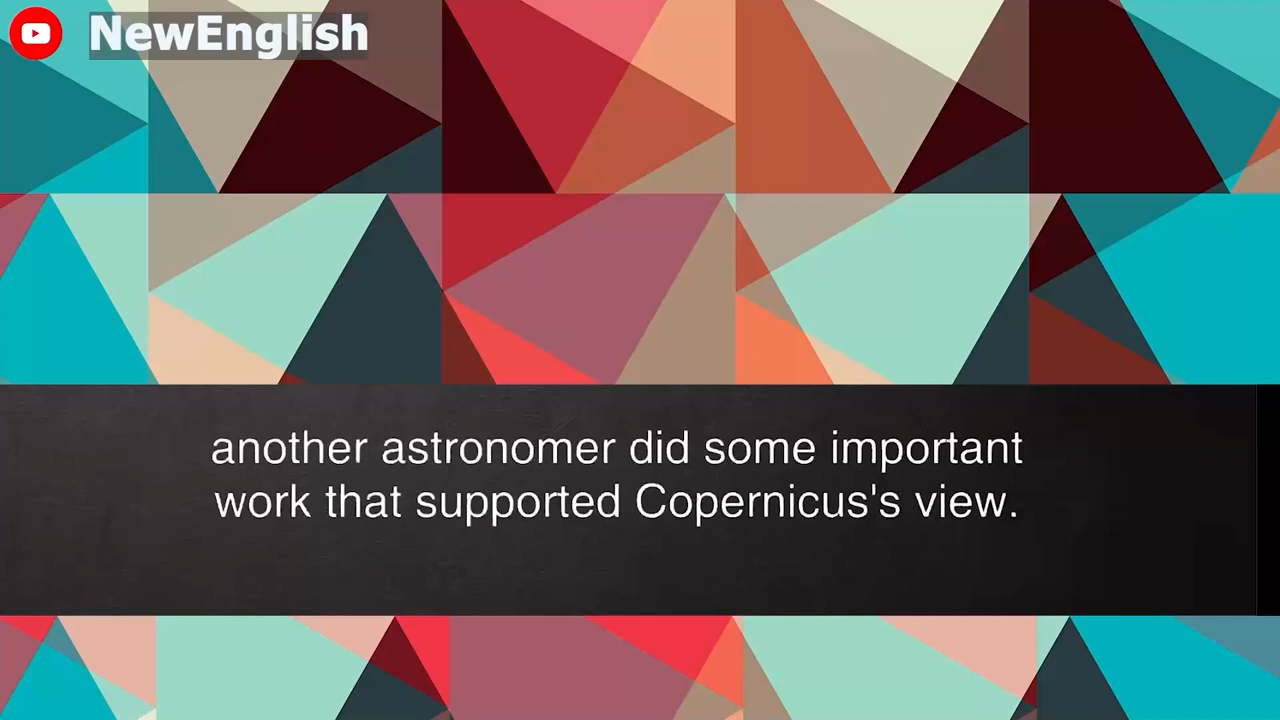 NewEnglish
another astronomer did some important
work that supported Copernicus's view.